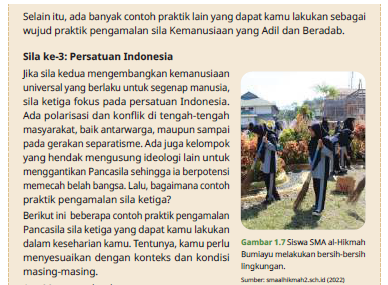 Selain itu, ada banyak contoh praktik lain yang dapat kamu lakukan sebagai
wujud praktik pengamalan sila Kemanusiaan yang Adil dan Beradab.
Sila ke-3: Persatuan Indonesia
Jika sila kedua mengembangkan kemanusiaan
universal yang berlaku untuk segenap manusia,
sila ketiga fokus pada persatuan Indonesia.
Ada polarisasi dan konflik di tengah-tengah
masyarakat, baik antarwarga, maupun sampai
pada gerakan separatisme. Ada juga kelompok
yang hendak mengusung ideologi lain untuk
menggantikan Pancasila sehingga ia berpotensi
memecah belah bangsa. Lalu, bagaimana contoh
praktik pengamalan sila ketiga?
Berikut ini beberapa contoh praktik pengamalan
Pancasila sila ketiga yang dapat kamu lakukan
dalam keseharian kamu. Tentunya, kamu perlu
menyesuaikan dengan konteks dan kondisi
masing-masing.
Gambar 1.7 Siswa SMA al-Hikmah
Bumiayu melakukan bersih-bersih
lingkungan.
Sumber: smaalhikmah2.sch.id (2022)